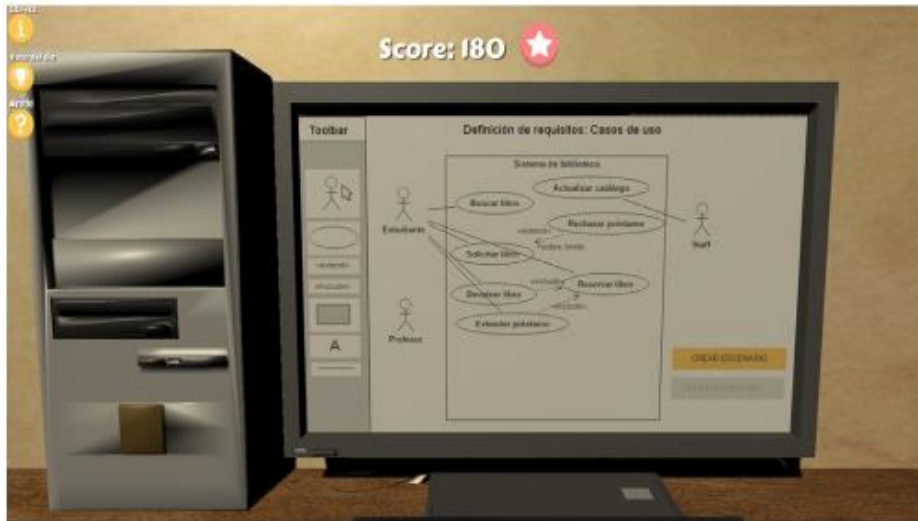 Score: 180
?
Toolbar
Definición de requisitos: Casos de uso
Sistema de biblioteca
Actualizar catálogo
Buscar libro
Rechazar préstamo
Estudiante
Staff
Solicitar libro
Devolver libro
Reservar libro
Extender préstamo
Profesor
A
CREAR ESCENARIO